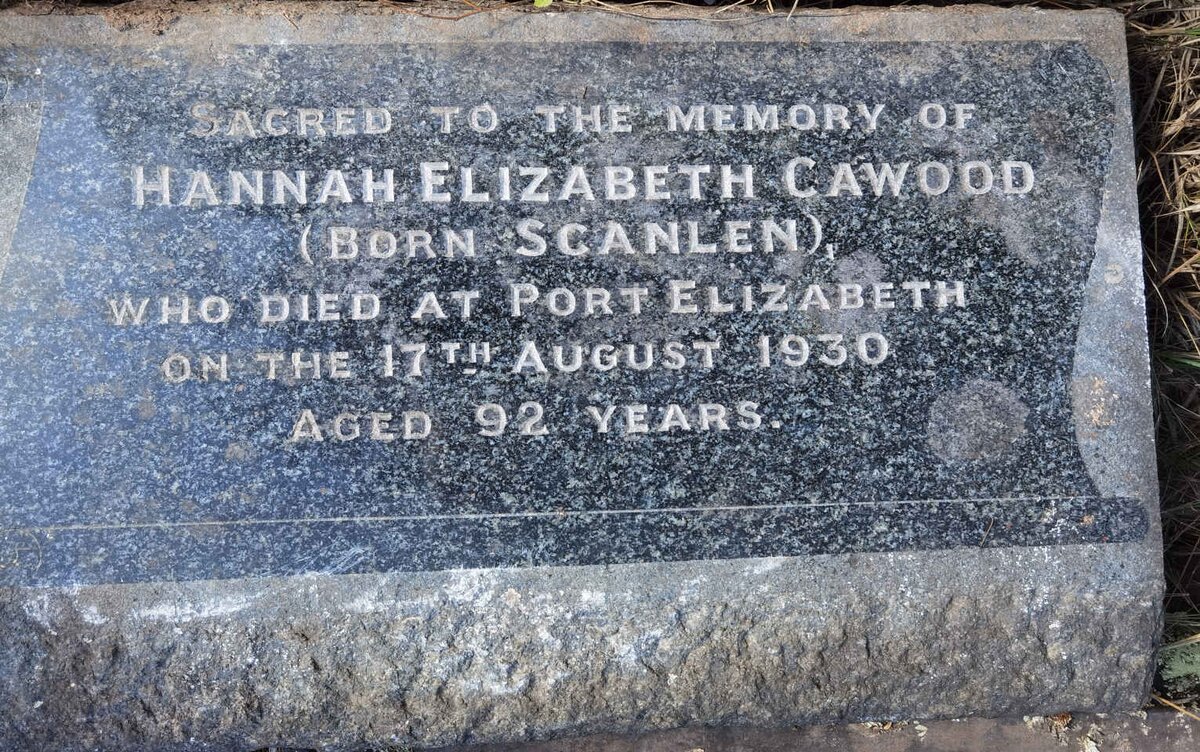 SACRED TO THE MEMORY OF
HANNAH ELIZABETH CAWOOD
(BORN SCANLEN),
WHO DIED AT PORT ELIZABETH
ON THE 17TH AUGUST 1930
AGED 92 YEARS.